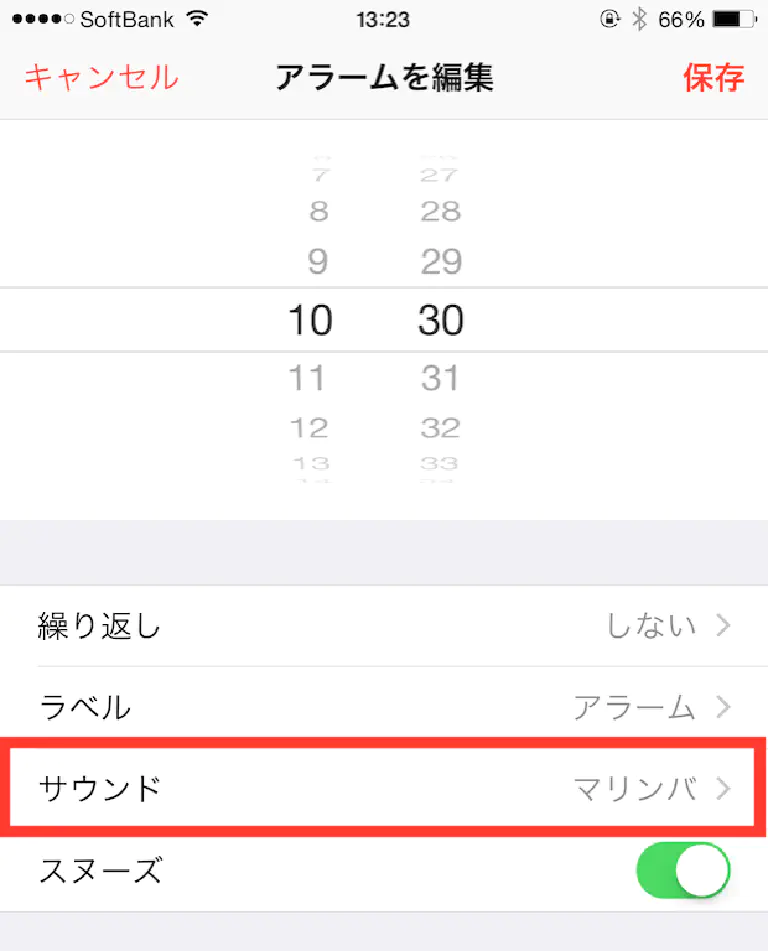 SoftBank 13:23 66%
キャンセル アラームを編集 保存
7 27
8 28
9 29
10 30
11 31
12 32
13 33
繰り返し しない
ラベル アラーム
サウンド マリンバ
スヌーズ